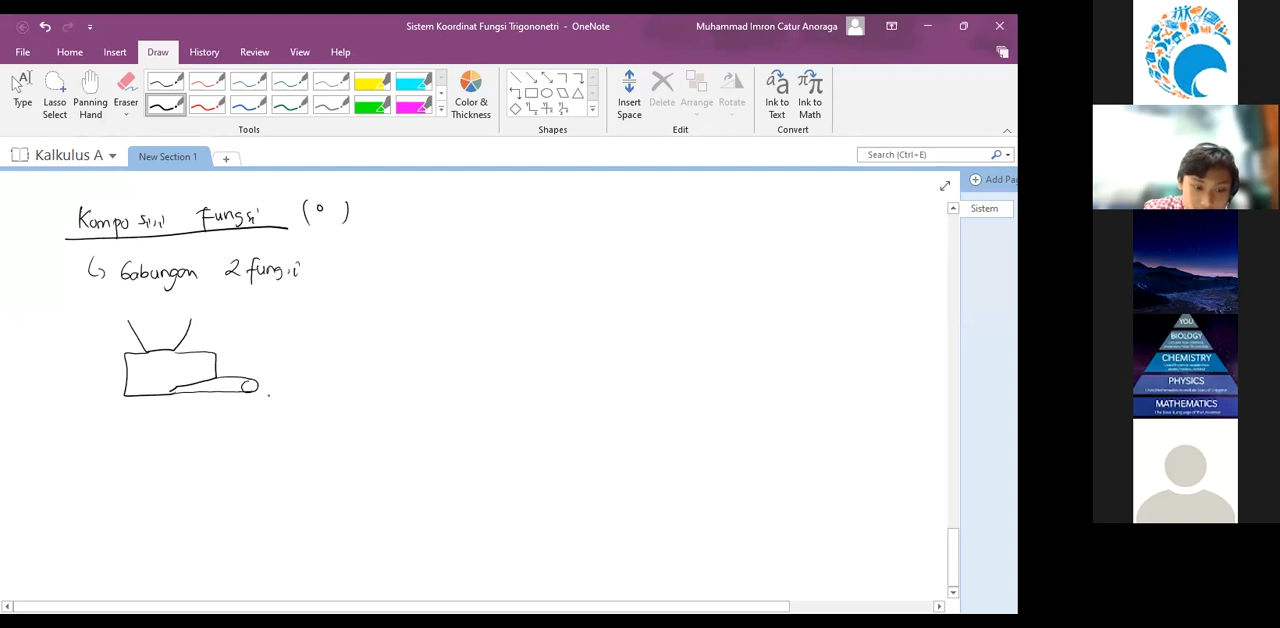 Sistem Koordinat Fungsi Trigononetri - OneNote
Muhammad Imron Catur Anoraga
File Home Insert Draw History Review View Help
Type Lasso Select Panning Hand Eraser Color & Thickness Insert Space Delete Arrange Rotate Ink to Text Ink to Math
Tools Shapes Edit Convert
Kalkulus A New Section 1 Search (Ctrl+E)
Add Pag
Sistem
Komposisi Fungsi (o)
↳ Gabungan 2 fungsi
YOU
BIOLOGY
CHEMISTRY
PHYSICS
MATHEMATICS